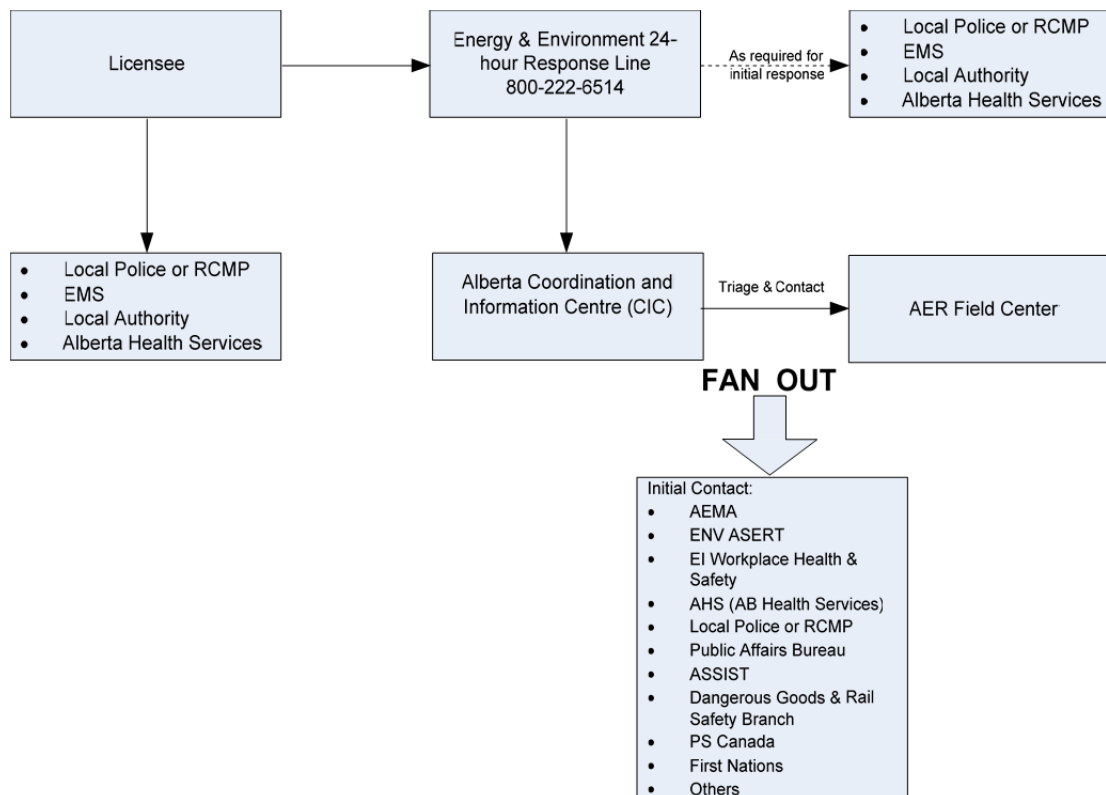 Licensee
Energy & Environment 24-
hour Response Line
800-222-6514
As required for
initial response
• Local Police or RCMP
• EMS
• Local Authority
• Alberta Health Services
• Local Police or RCMP
• EMS
• Local Authority
• Alberta Health Services
Alberta Coordination and
Information Centre (CIC)
Triage & Contact
AER Field Center
FAN OUT
Initial Contact:
• AEMA
• ENV ASERT
• EI Workplace Health &
Safety
• AHS (AB Health Services)
• Local Police or RCMP
• Public Affairs Bureau
• ASSIST
• Dangerous Goods & Rail
Safety Branch
• PS Canada
• First Nations
• Others